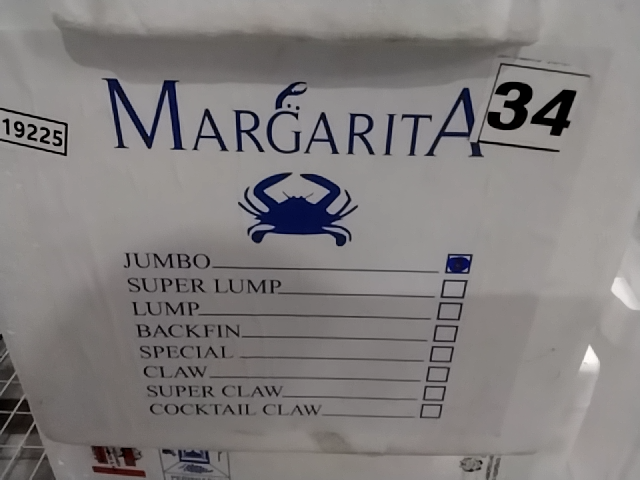 MARGARITA
34
19225
JUMBO
SUPER LUMP
LUMP
BACKFIN
SPECIAL
CLAW
SUPER CLAW
COCKTAIL CLAW